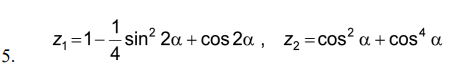 5. z₁=1−1/4 sin² 2α + cos 2α , z₂ =cos² α + cos⁴ α